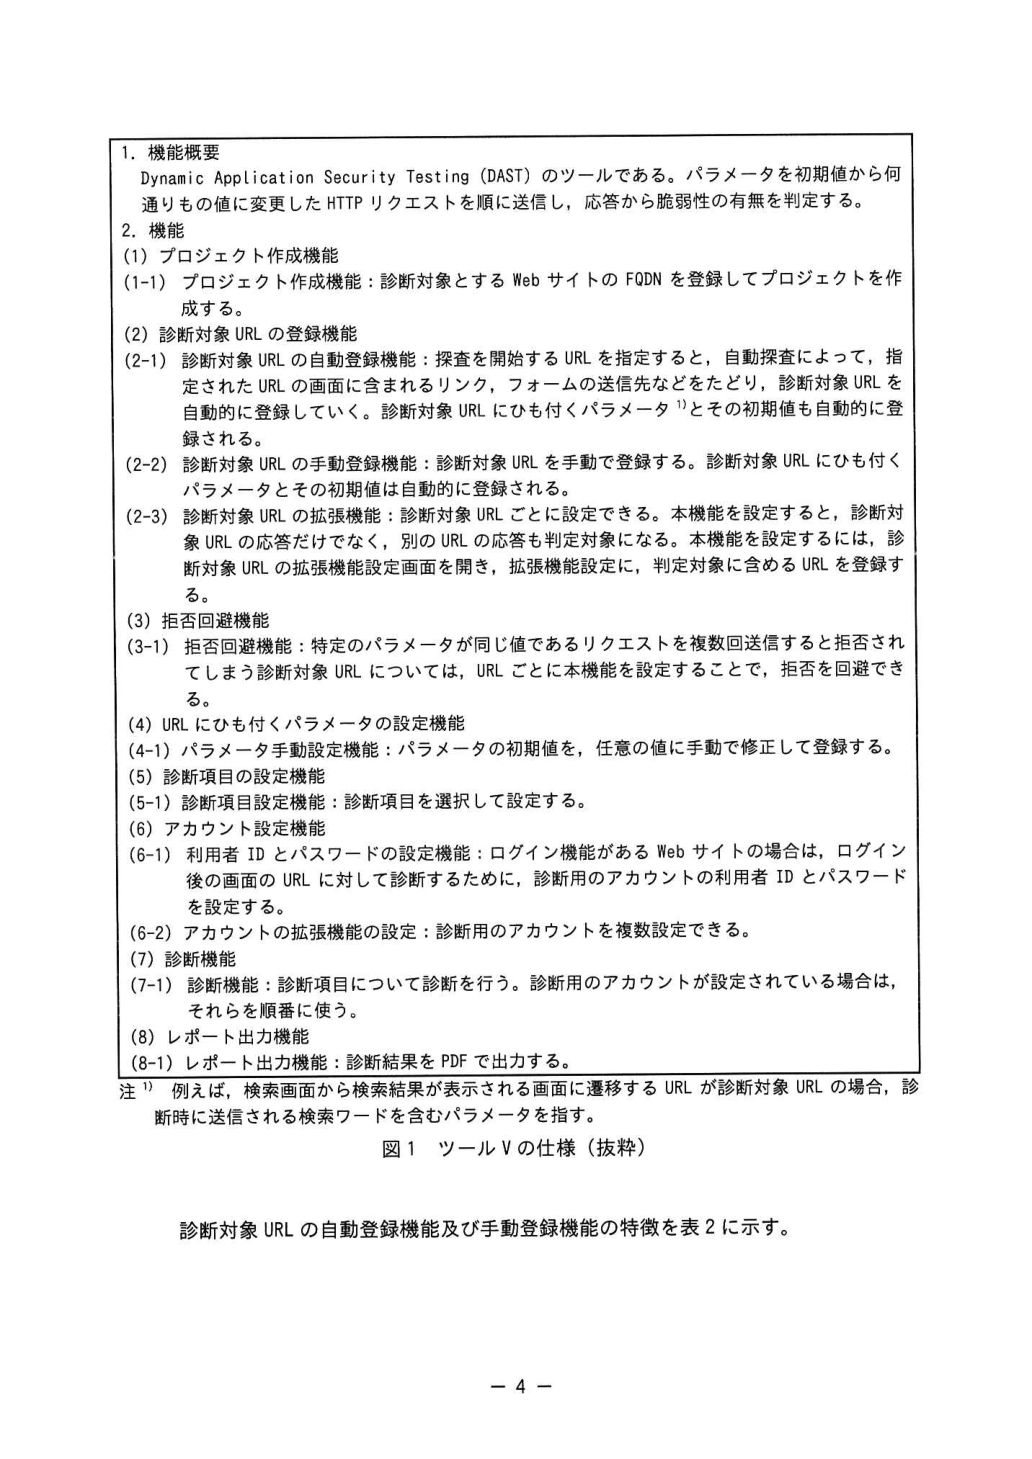 1. 機能概要
Dynamic Application Security Testing（DAST）のツールである。パラメータを初期値から何
通りもの値に変更した HTTP リクエストを順に送信し，応答から脆弱性の有無を判定する。
2. 機能
(1) プロジェクト作成機能
(1-1) プロジェクト作成機能：診断対象とする Web サイトの FQDN を登録してプロジェクトを作
成する。
(2) 診断対象 URL の登録機能
(2-1) 診断対象 URL の自動登録機能：探査を開始する URL を指定すると，自動探査によって，指
定された URL の画面に含まれるリンク，フォームの送信先などをたどり，診断対象 URL を
自動的に登録していく。診断対象 URL にひも付くパラメータ 1)とその初期値も自動的に登
録される。
(2-2) 診断対象 URL の手動登録機能：診断対象 URL を手動で登録する。診断対象 URL にひも付く
パラメータとその初期値は自動的に登録される。
(2-3) 診断対象 URL の拡張機能：診断対象 URL ごとに設定できる。本機能を設定すると，診断対
象 URL の応答だけでなく，別の URL の応答も判定対象になる。本機能を設定するには，診
断対象 URL の拡張機能設定画面を開き，拡張機能設定に，判定対象に含める URL を登録す
る。
(3) 拒否回避機能
(3-1) 拒否回避機能：特定のパラメータが同じ値であるリクエストを複数回送信すると拒否され
てしまう診断対象 URL については，URL ごとに本機能を設定することで，拒否を回避でき
る。
(4) URL にひも付くパラメータの設定機能
(4-1) パラメータ手動設定機能：パラメータの初期値を，任意の値に手動で修正して登録する。
(5) 診断項目の設定機能
(5-1) 診断項目設定機能：診断項目を選択して設定する。
(6) アカウント設定機能
(6-1) 利用者 ID とパスワードの設定機能：ログイン機能がある Web サイトの場合は，ログイン
後の画面の URL に対して診断するために，診断用のアカウントの利用者 ID とパスワード
を設定する。
(6-2) アカウントの拡張機能の設定：診断用のアカウントを複数設定できる。
(7) 診断機能
(7-1) 診断機能：診断項目について診断を行う。診断用のアカウントが設定されている場合は，
それらを順番に使う。
(8) レポート出力機能
(8-1) レポート出力機能：診断結果を PDF で出力する。
注 1) 例えば，検索画面から検索結果が表示される画面に遷移する URL が診断対象 URL の場合，診
断時に送信される検索ワードを含むパラメータを指す。
図 1 ツール V の仕様（抜粋）
診断対象 URL の自動登録機能及び手動登録機能の特徴を表 2 に示す。
－ 4 －